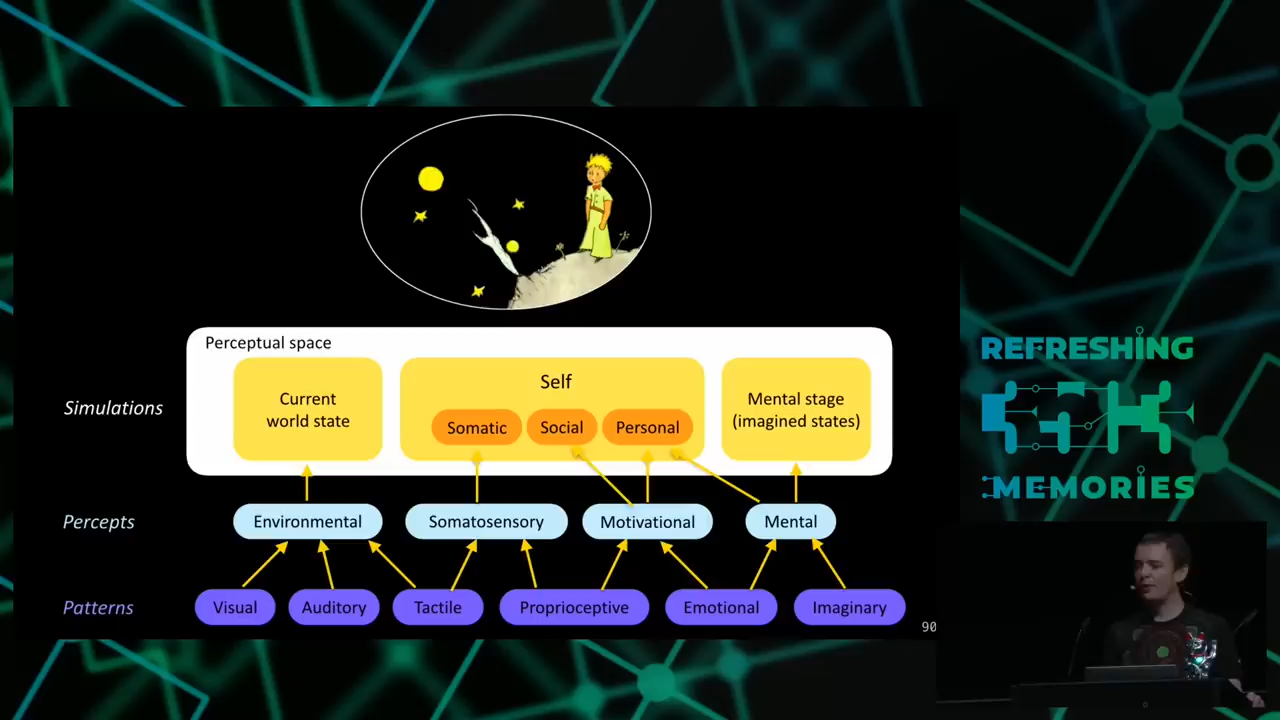 Perceptual space
Simulations
Current
world state
Self
Somatic
Social
Personal
Mental stage
(imagined states)
Percepts
Environmental
Somatosensory
Motivational
Mental
Patterns
Visual
Auditory
Tactile
Proprioceptive
Emotional
Imaginary
90
REFRESHING
MEMORIES